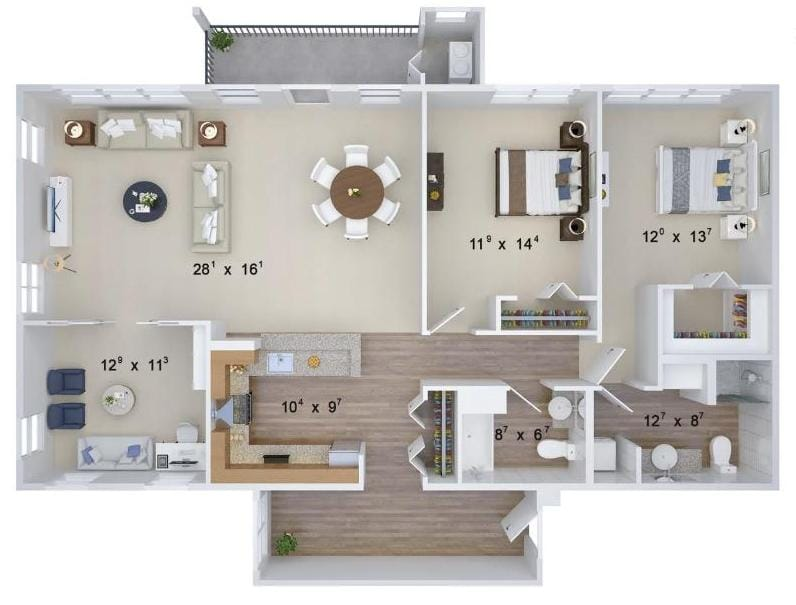 11⁹ x 14⁴
12⁰ x 13⁷
28¹ x 16¹
12⁹ x 11³
10⁴ x 9⁷
8⁷ x 6⁷
12⁷ x 8⁷